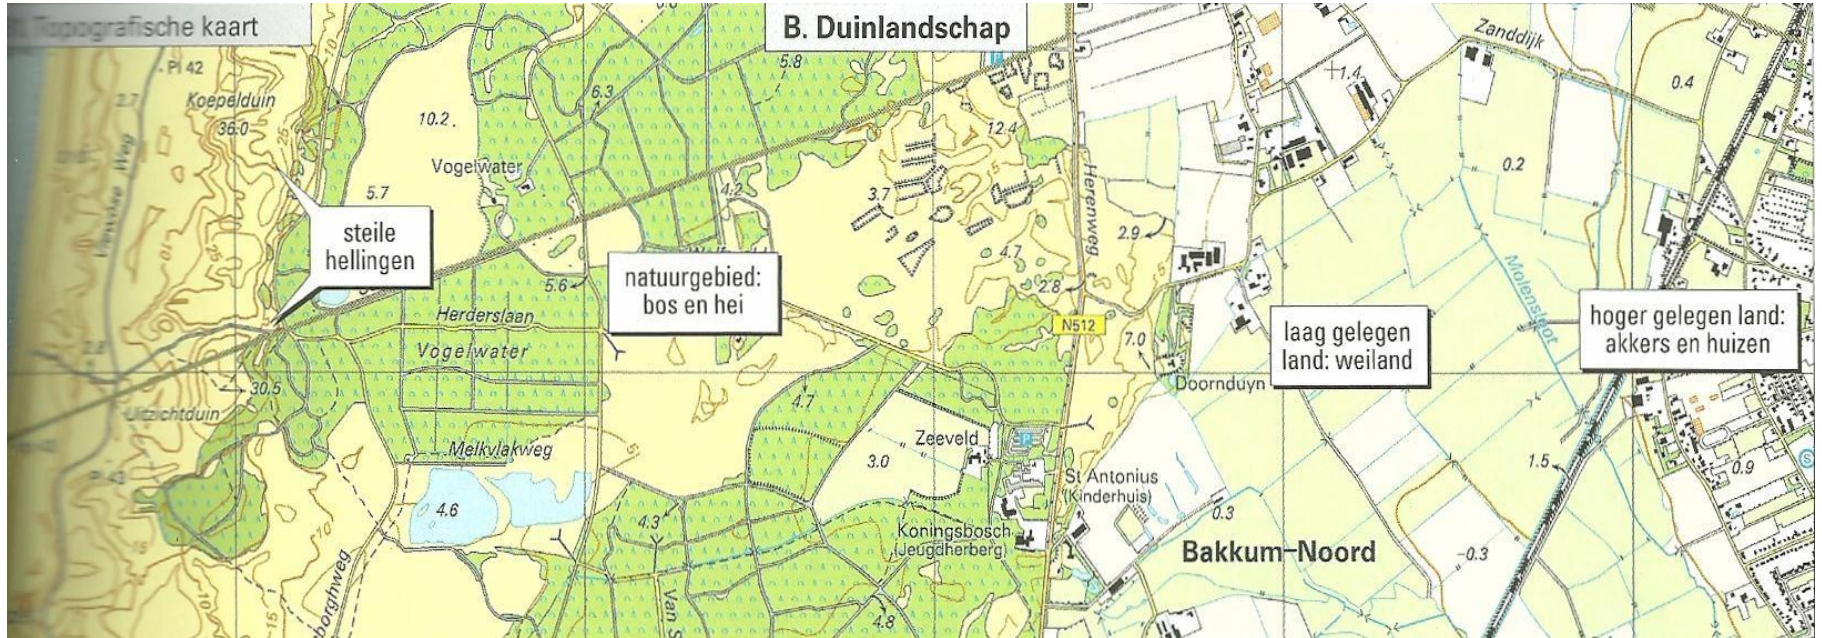 Topografische kaart
B. Duinlandschap
Zanddijk
5.8
Pl 42
1.4
0.4
2.7
Koepelduin
6.3
36.0
10.2
12.4
0.2
Vogelwater
Herenweg
5.7
4.2
3.7
steile
hellingen
2.9
4.7
Molensloot
natuurgebied:
bos en hei
5.6
2.8
Herderslaan
N512
laag gelegen
land: weiland
hoger gelegen land:
akkers en huizen
Vogelwater
7.0
2.8
Doornduyn
30.5
Uitzichtduin
4.7
Zeeveld
P
Melkvlakweg
3.0
1.5
0.9
St Antonius
(Kinderhuis)
4.6
4.3
0.3
Koningsbosch
(Jeugdherberg)
Bakkum-Noord
-0.3
10
15
Van S
4.8